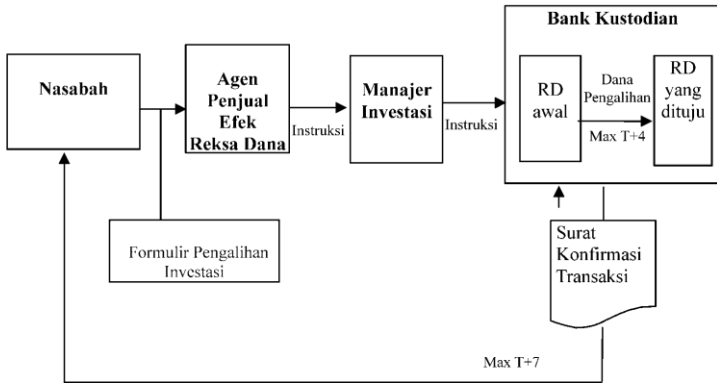 Bank Kustodian
Nasabah
Agen
Penjual
Efek
Reksa Dana
Instruksi
Manajer
Investasi
Instruksi
RD
awal
Dana
Pengalihan
Max T+4
RD
yang
dituju
Formulir Pengalihan
Investasi
Surat
Konfirmasi
Transaksi
Max T+7